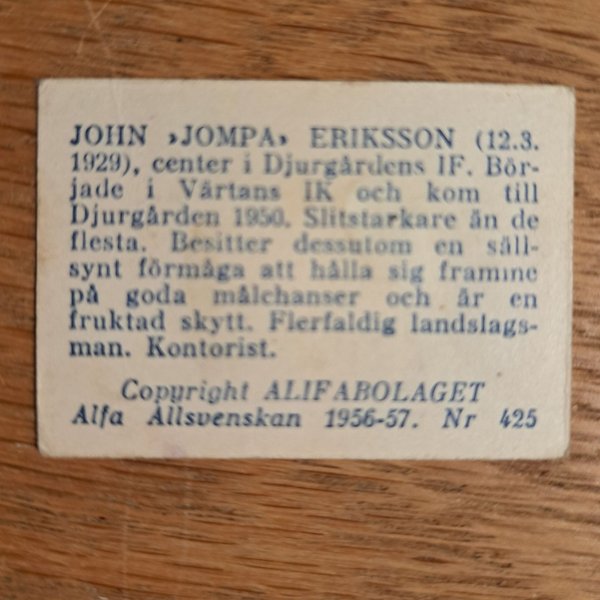 JOHN »JOMPA» ERIKSSON (12.3.
1929), center i Djurgårdens IF. Bör-
jade i Värtans IK och kom till
Djurgården 1950. Slitstarkare än de
flesta. Besitter dessutom en säll-
synt förmåga att hålla sig framme
på goda målchanser och är en
fruktad skytt. Flerfaldig landslags-
man. Kontorist.
Copyright ALIFABOLAGET
Alfa Allsvenskan 1956-57. Nr 425